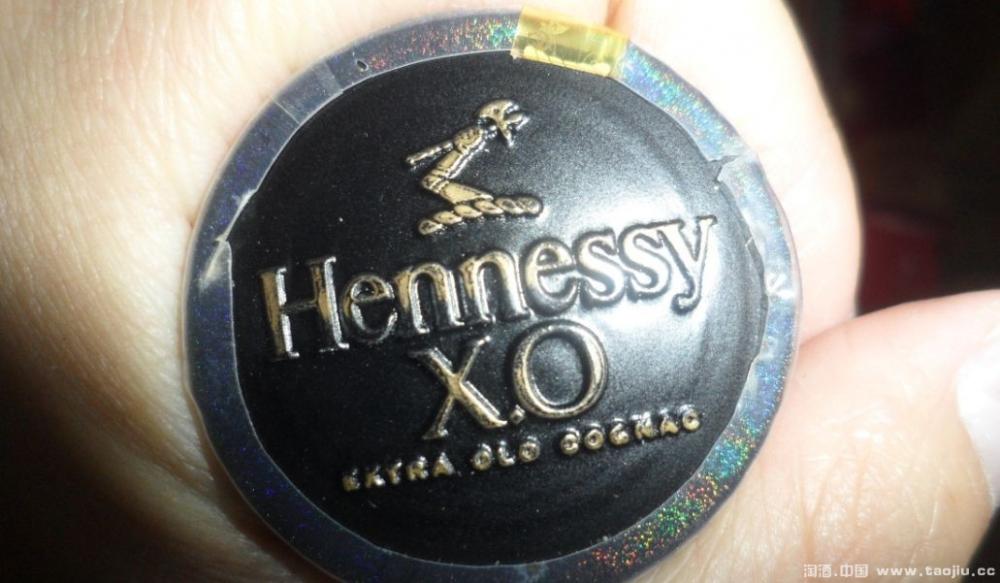 Hennessy
X.O
EXTRA OLD COGNAC
淘酒.中国 www.taojiu.cc